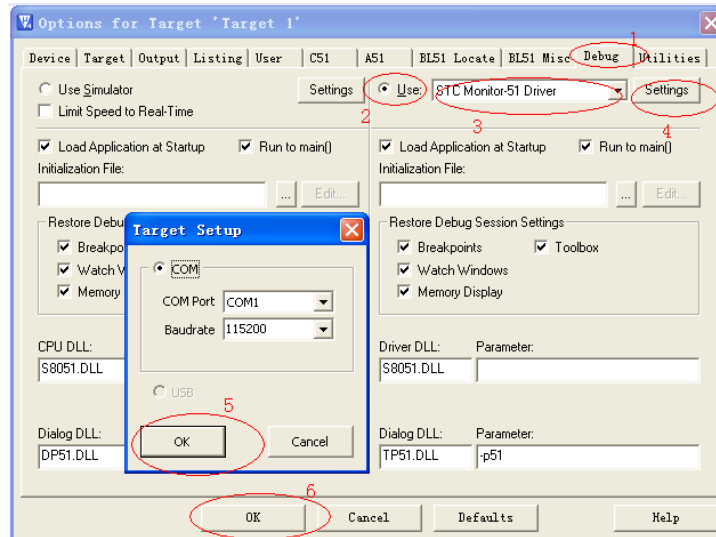 Options for Target 'Target 1'
1
Device Target Output Listing User C51 A51 BL51 Locate BL51 Misc Debug Utilities
Use Simulator Settings Use: STC Monitor-51 Driver Settings
Limit Speed to Real-Time
2 3 4
Load Application at Startup Run to main() Load Application at Startup Run to main()
Initialization File: Initialization File:
... Edit... ... Edit...
Restore Debu Restore Debug Session Settings
Target Setup
Breakpo Breakpoints Toolbox
Watch W Watch Windows
Memory Memory Display
COM
COM Port COM1
Baudrate 115200
CPU DLL: Driver DLL: Parameter:
S8051.DLL S8051.DLL
USB
5
OK Cancel
Dialog DLL: Dialog DLL: Parameter:
DP51.DLL TP51.DLL -p51
6
OK Cancel Defaults Help